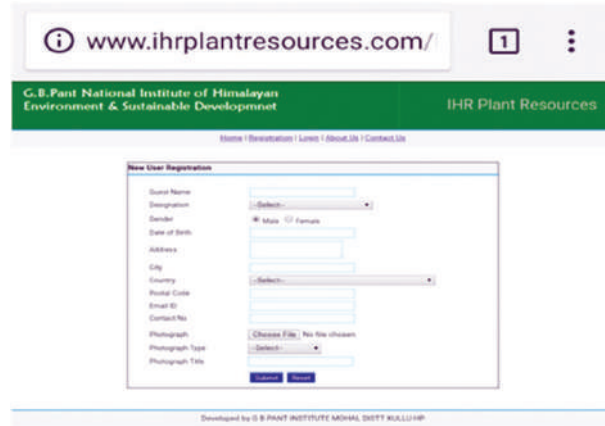 www.ihrplantresources.com/
1
G.B.Pant National Institute of Himalayan
Environment & Sustainable Developmnet
IHR Plant Resources
Home | Registration | Login | About Us | Contact Us
New User Registration
Guest Name
Designation --Select--
Gender Male Female
Date of Birth
Address
City
Country --Select--
Postal Code
Email ID
Contact No
Photograph Choose File No file chosen
Photograph Type --Select--
Photograph Title
Submit Reset
Developed by G B PANT INSTITUTE MOHAL DISTT KULLU HP